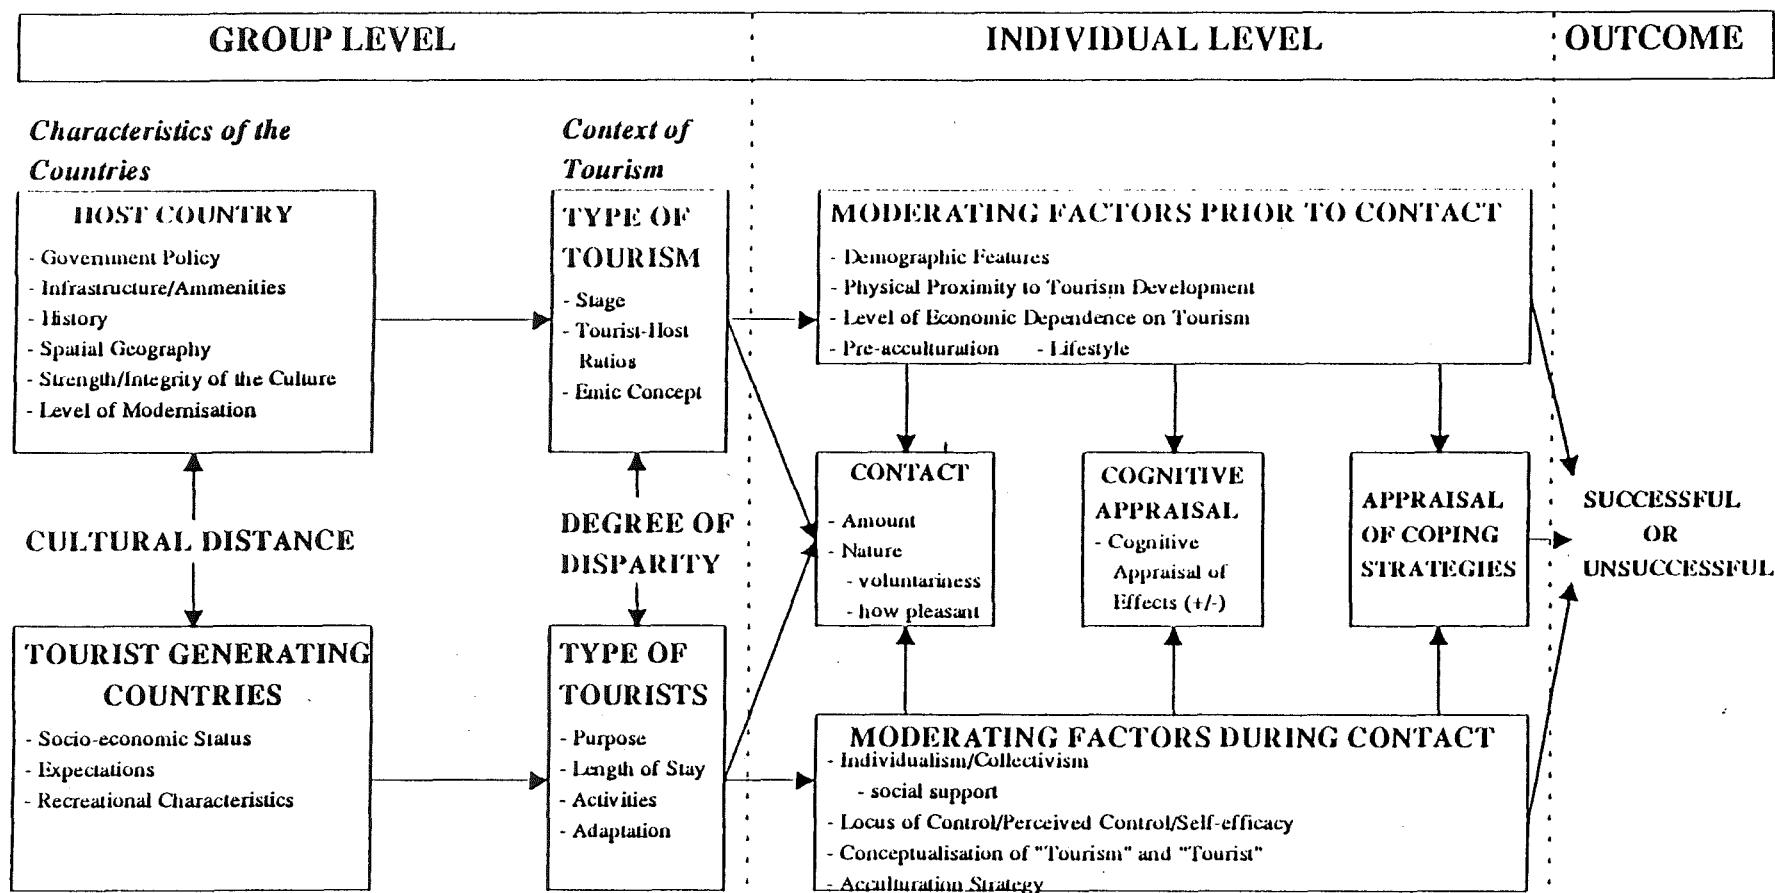 GROUP LEVEL
INDIVIDUAL LEVEL
OUTCOME
Characteristics of the
Countries
Context of
Tourism
HOST COUNTRY
- Government Policy
- Infrastructure/Ammenities
- History
- Spatial Geography
- Strength/Integrity of the Culture
- Level of Modernisation
TYPE OF
TOURISM
- Stage
- Tourist-Host
Ratios
- Emic Concept
MODERATING FACTORS PRIOR TO CONTACT
- Demographic Features
- Physical Proximity to Tourism Development
- Level of Economic Dependence on Tourism
- Pre-acculturation - Lifestyle
CULTURAL DISTANCE
DEGREE OF
DISPARITY
CONTACT
- Amount
- Nature
- voluntariness
- how pleasant
COGNITIVE
APPRAISAL
- Cognitive
Appraisal of
Effects (+/-)
APPRAISAL
OF COPING
STRATEGIES
SUCCESSFUL
OR
UNSUCCESSFUL
TOURIST GENERATING
COUNTRIES
- Socio-economic Status
- Expectations
- Recreational Characteristics
TYPE OF
TOURISTS
- Purpose
- Length of Stay
- Activities
- Adaptation
MODERATING FACTORS DURING CONTACT
- Individualism/Collectivism
- social support
- Locus of Control/Perceived Control/Self-efficacy
- Conceptualisation of "Tourism" and "Tourist"
- Acculturation Strategy